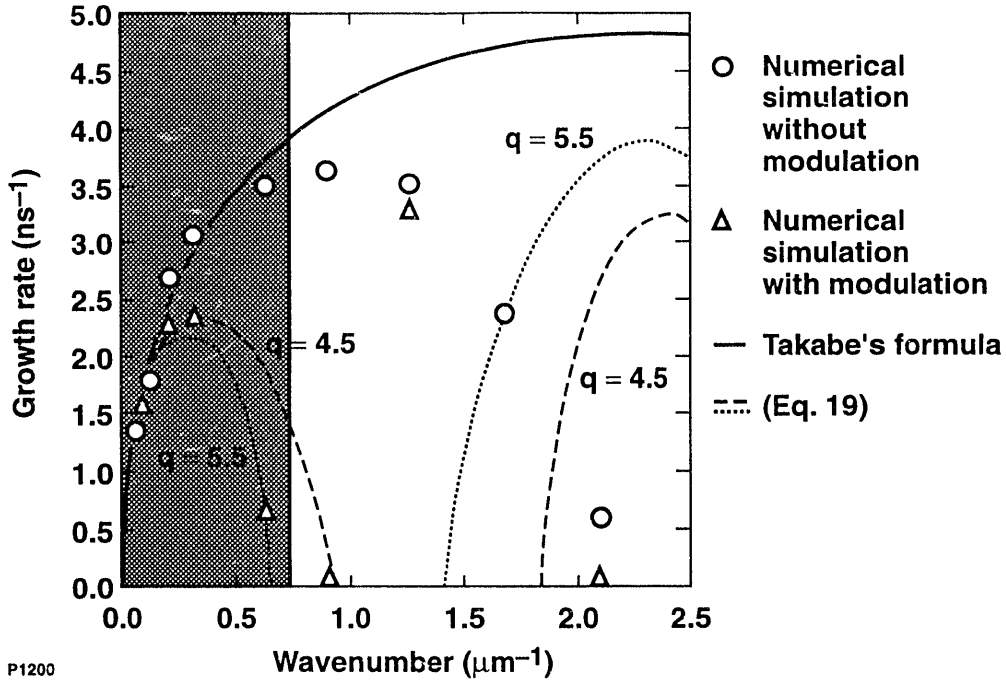 5.0
4.5
4.0
3.5
3.0
2.5
2.0
1.5
1.0
0.5
0.0
Growth rate (ns⁻¹)
0.0 0.5 1.0 1.5 2.0 2.5
Wavenumber (μm⁻¹)
q = 5.5
q = 4.5
q = 4.5
q = 5.5
Numerical
simulation
without
modulation
Numerical
simulation
with modulation
Takabe's formula
(Eq. 19)
P1200